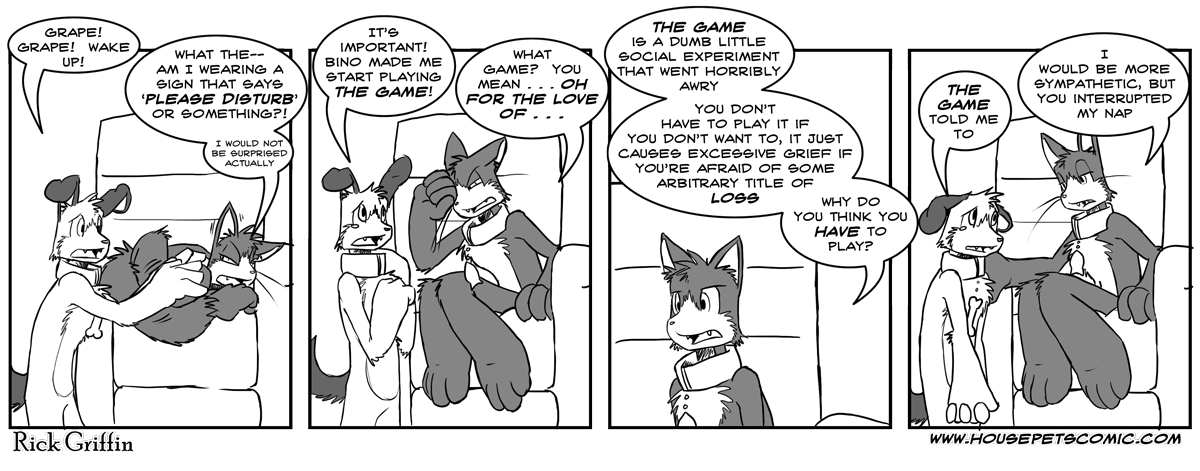 GRAPE!
GRAPE! WAKE
UP!
WHAT THE--
AM I WEARING A
SIGN THAT SAYS
'PLEASE DISTURB'
OR SOMETHING?!
I WOULD NOT
BE SURPRISED
ACTUALLY
IT'S
IMPORTANT!
BINO MADE ME
START PLAYING
THE GAME!
WHAT
GAME? YOU
MEAN . . . OH
FOR THE LOVE
OF . . .
THE GAME
IS A DUMB LITTLE
SOCIAL EXPERIMENT
THAT WENT HORRIBLY
AWRY
YOU DON'T
HAVE TO PLAY IT IF
YOU DON'T WANT TO, IT JUST
CAUSES EXCESSIVE GRIEF IF
YOU'RE AFRAID OF SOME
ARBITRARY TITLE OF
LOSS
WHY DO
YOU THINK YOU
HAVE TO
PLAY?
THE
GAME
TOLD ME
TO
I
WOULD BE MORE
SYMPATHETIC, BUT
YOU INTERRUPTED
MY NAP
Rick Griffin
WWW.HOUSEPETSCOMIC.COM